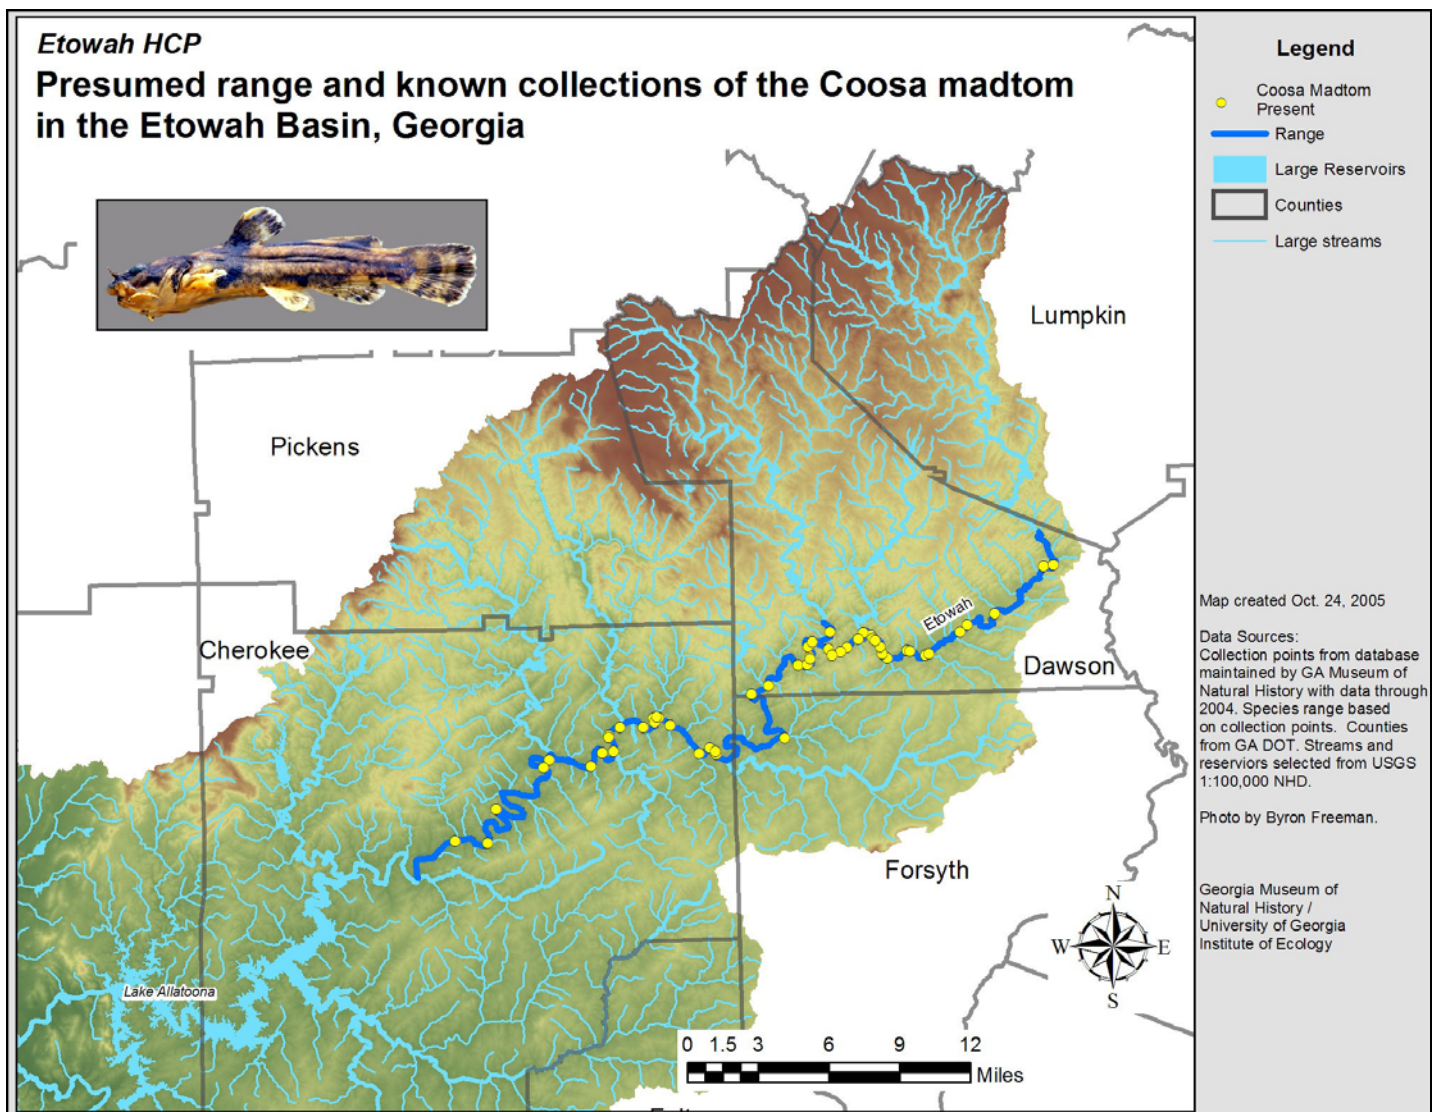 Etowah HCP
Presumed range and known collections of the Coosa madtom
in the Etowah Basin, Georgia
Legend
Coosa Madtom
Present
Range
Large Reservoirs
Counties
Large streams
Lumpkin
Pickens
Etowah
Cherokee
Dawson
Forsyth
Lake Allatoona
Map created Oct. 24, 2005
Data Sources:
Collection points from database
maintained by GA Museum of
Natural History with data through
2004. Species range based
on collection points. Counties
from GA DOT. Streams and
reserviors selected from USGS
1:100,000 NHD.
Photo by Byron Freeman.
Georgia Museum of
Natural History /
University of Georgia
Institute of Ecology
N
W E
S
0 1.5 3 6 9 12
Miles